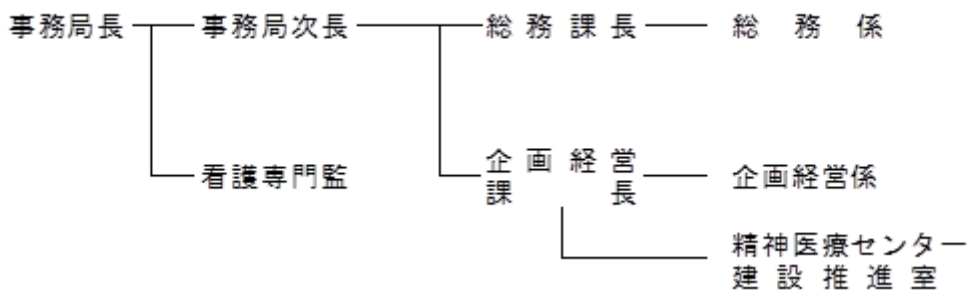 事務局長
事務局次長
総務課長
総務係
看護専門監
企画経営
課長
企画経営係
精神医療センター
建設推進室